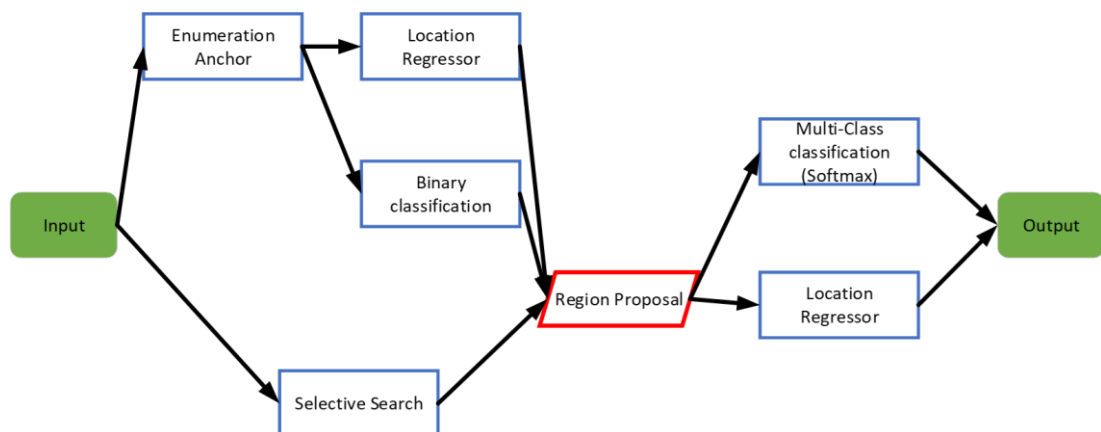 Enumeration
Anchor
Location
Regressor
Binary
classification
Input
Selective Search
Region Proposal
Multi-Class
classification
(Softmax)
Location
Regressor
Output